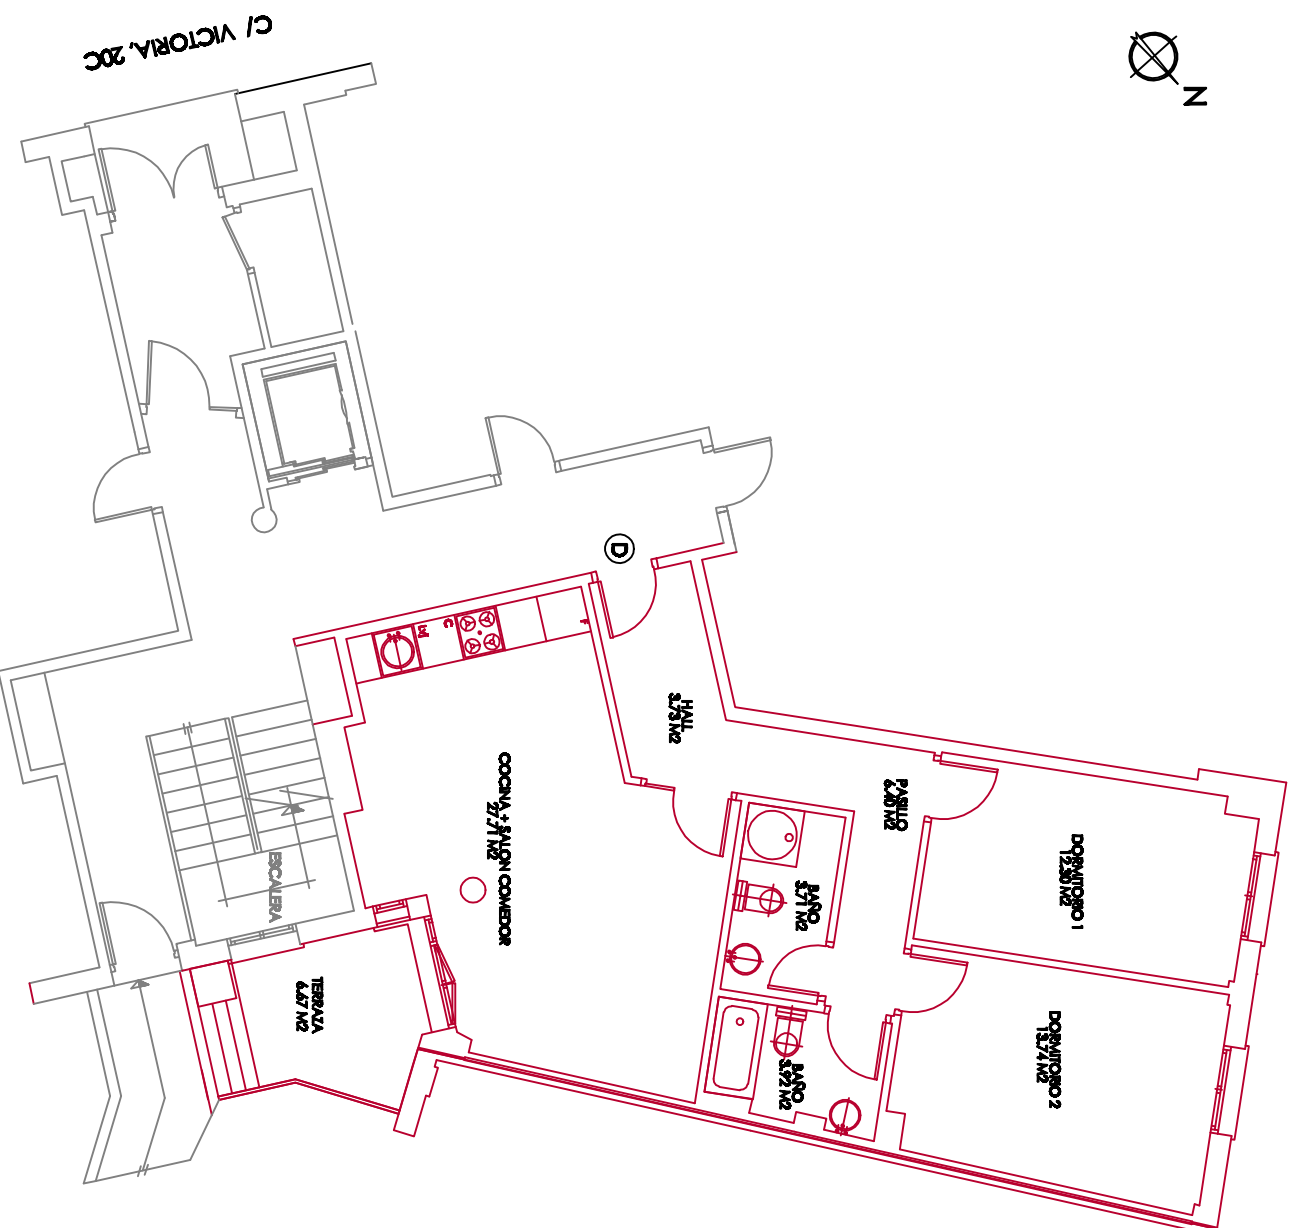 C/ VICTORIA, 20C
N
D
F
C
LVJ
HALL
3.73 M2
COCINA + SALON COMEDOR
27.71 M2
PASILLO
6.40 M2
DORMITORIO 1
12.30 M2
BAÑO
3.71 M2
ESCALERA
TERRAZA
6.67 M2
BAÑO
3.92 M2
DORMITORIO 2
13.74 M2